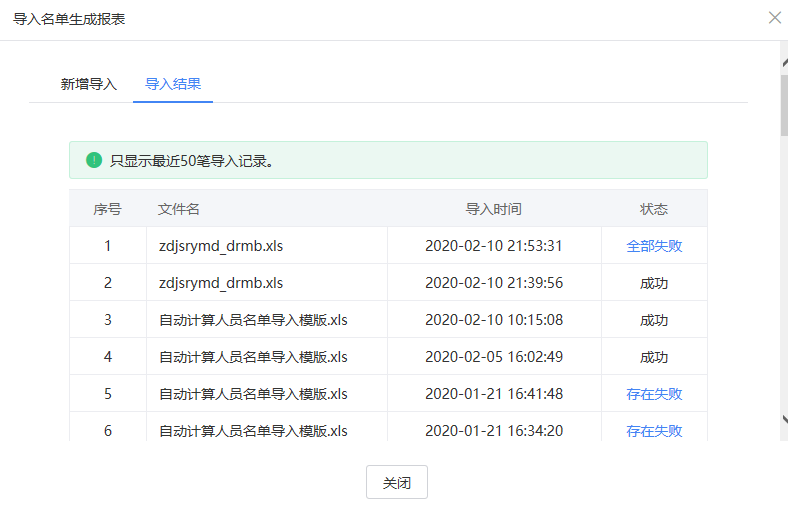 导入名单生成报表
新增导入 导入结果
只显示最近50笔导入记录。
序号 文件名 导入时间 状态
1 zdjsrymd_drmb.xls 2020-02-10 21:53:31 全部失败
2 zdjsrymd_drmb.xls 2020-02-10 21:39:56 成功
3 自动计算人员名单导入模版.xls 2020-02-10 10:15:08 成功
4 自动计算人员名单导入模版.xls 2020-02-05 16:02:49 成功
5 自动计算人员名单导入模版.xls 2020-01-21 16:41:48 存在失败
6 自动计算人员名单导入模版.xls 2020-01-21 16:34:20 存在失败
关闭